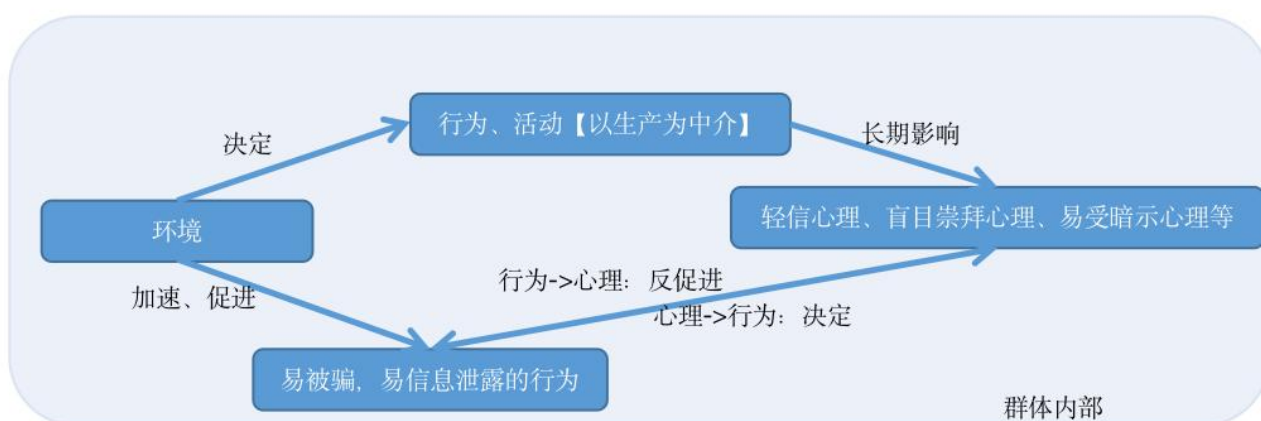 行为、活动【以生产为中介】
决定
长期影响
环境
轻信心理、盲目崇拜心理、易受暗示心理等
加速、促进
行为->心理：反促进
心理->行为：决定
易被骗，易信息泄露的行为
群体内部